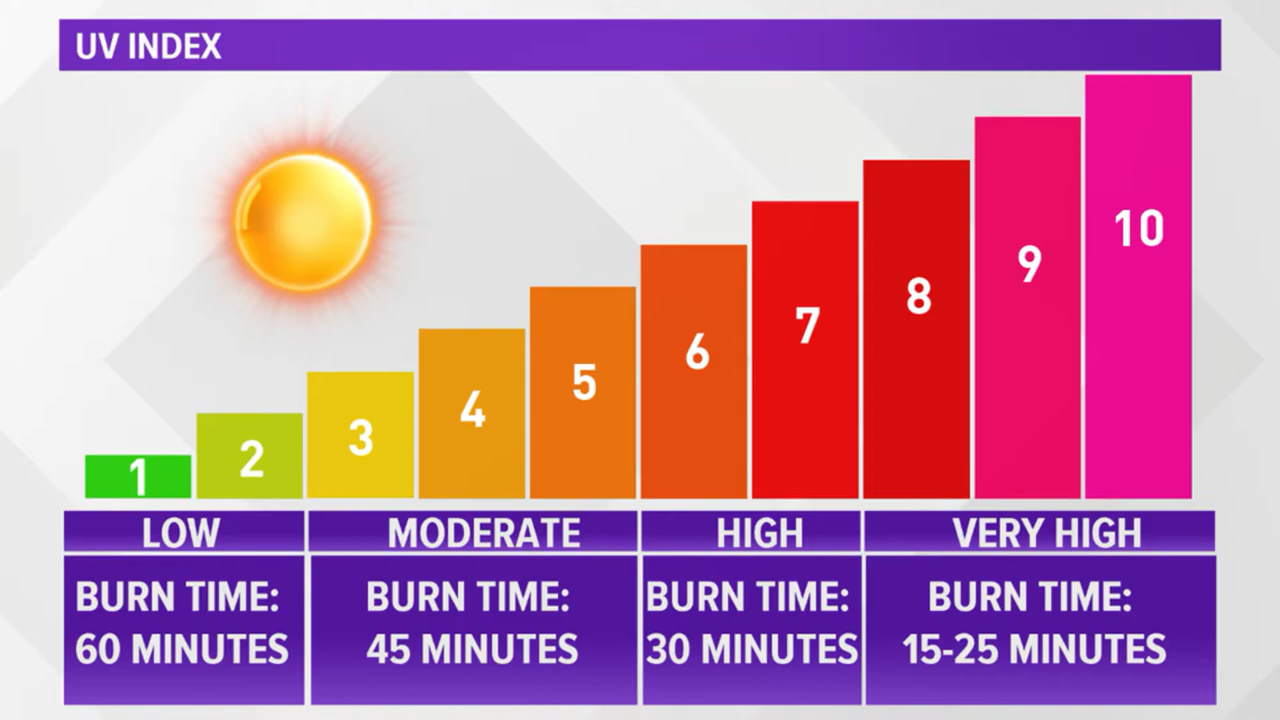 UV INDEX
1
2
3
4
5
6
7
8
9
10
LOW
MODERATE
HIGH
VERY HIGH
BURN TIME:
60 MINUTES
BURN TIME:
45 MINUTES
BURN TIME:
30 MINUTES
BURN TIME:
15-25 MINUTES